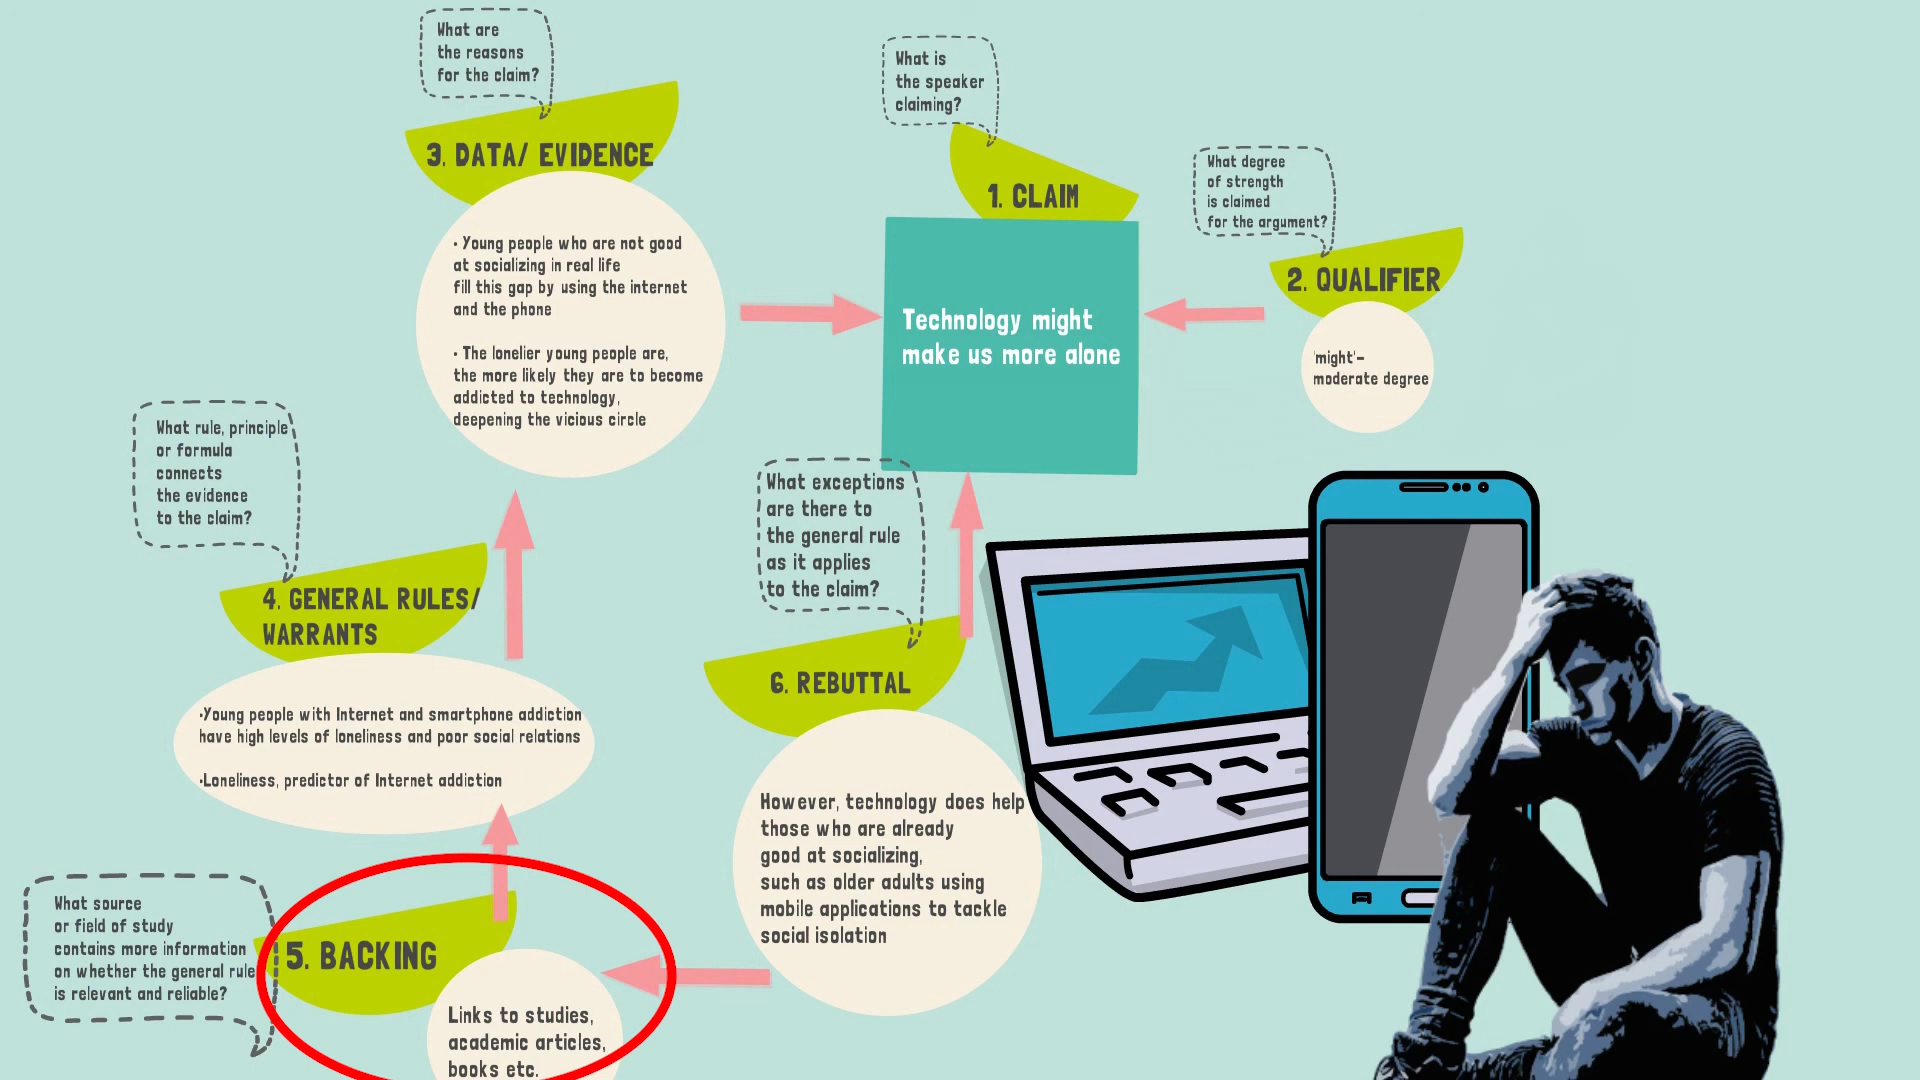 What are
the reasons
for the claim?
3. DATA/ EVIDENCE
• Young people who are not good
at socializing in real life
fill this gap by using the internet
and the phone
• The lonelier young people are,
the more likely they are to become
addicted to technology,
deepening the vicious circle
What is
the speaker
claiming?
1. CLAIM
Technology might
make us more alone
What degree
of strength
is claimed
for the argument?
2. QUALIFIER
'might'-
moderate degree
What rule, principle
or formula
connects
the evidence
to the claim?
4. GENERAL RULES/
WARRANTS
•Young people with Internet and smartphone addiction
have high levels of loneliness and poor social relations
•Loneliness, predictor of Internet addiction
What exceptions
are there to
the general rule
as it applies
to the claim?
6. REBUTTAL
However, technology does help
those who are already
good at socializing,
such as older adults using
mobile applications to tackle
social isolation
What source
or field of study
contains more information
on whether the general rule
is relevant and reliable?
5. BACKING
Links to studies,
academic articles,
books etc.